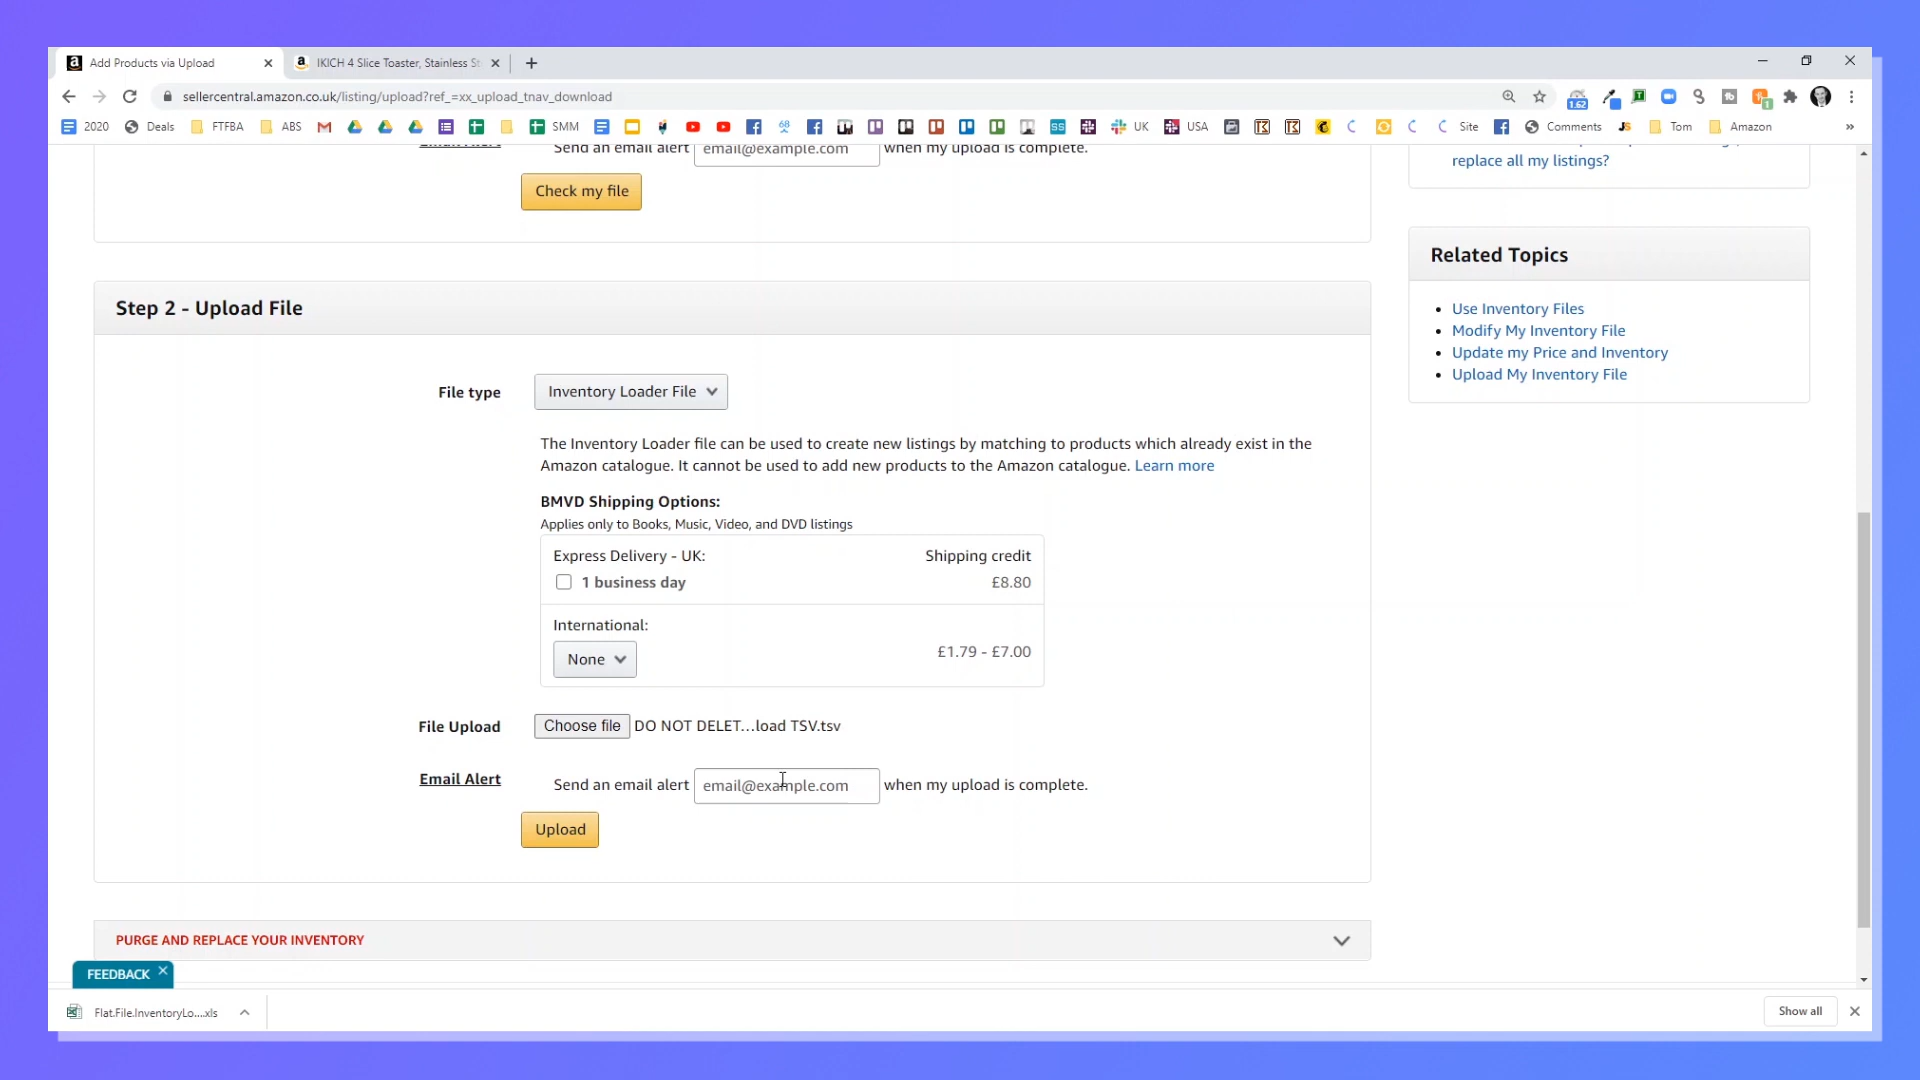 Add Products via Upload
IKICH 4 Slice Toaster, Stainless St
sellercentral.amazon.co.uk/listing/upload?ref_=xx_upload_tnav_download
1.62
1
2020
Deals
FTFBA
ABS
SMM
68
SS
UK
USA
Site
Comments
Tom
Amazon
»
Send an email alert email@example.com when my upload is complete.
Check my file
replace all my listings?
Related Topics
Use Inventory Files
Modify My Inventory File
Update my Price and Inventory
Upload My Inventory File
Step 2 - Upload File
File type Inventory Loader File
The Inventory Loader file can be used to create new listings by matching to products which already exist in the
Amazon catalogue. It cannot be used to add new products to the Amazon catalogue. Learn more
BMVD Shipping Options:
Applies only to Books, Music, Video, and DVD listings
Express Delivery - UK: Shipping credit
1 business day £8.80
International:
None £1.79 - £7.00
File Upload Choose file DO NOT DELET...load TSV.tsv
Email Alert Send an email alert email@example.com when my upload is complete.
Upload
PURGE AND REPLACE YOUR INVENTORY
FEEDBACK
Flat.File.InventoryLo....xls
Show all